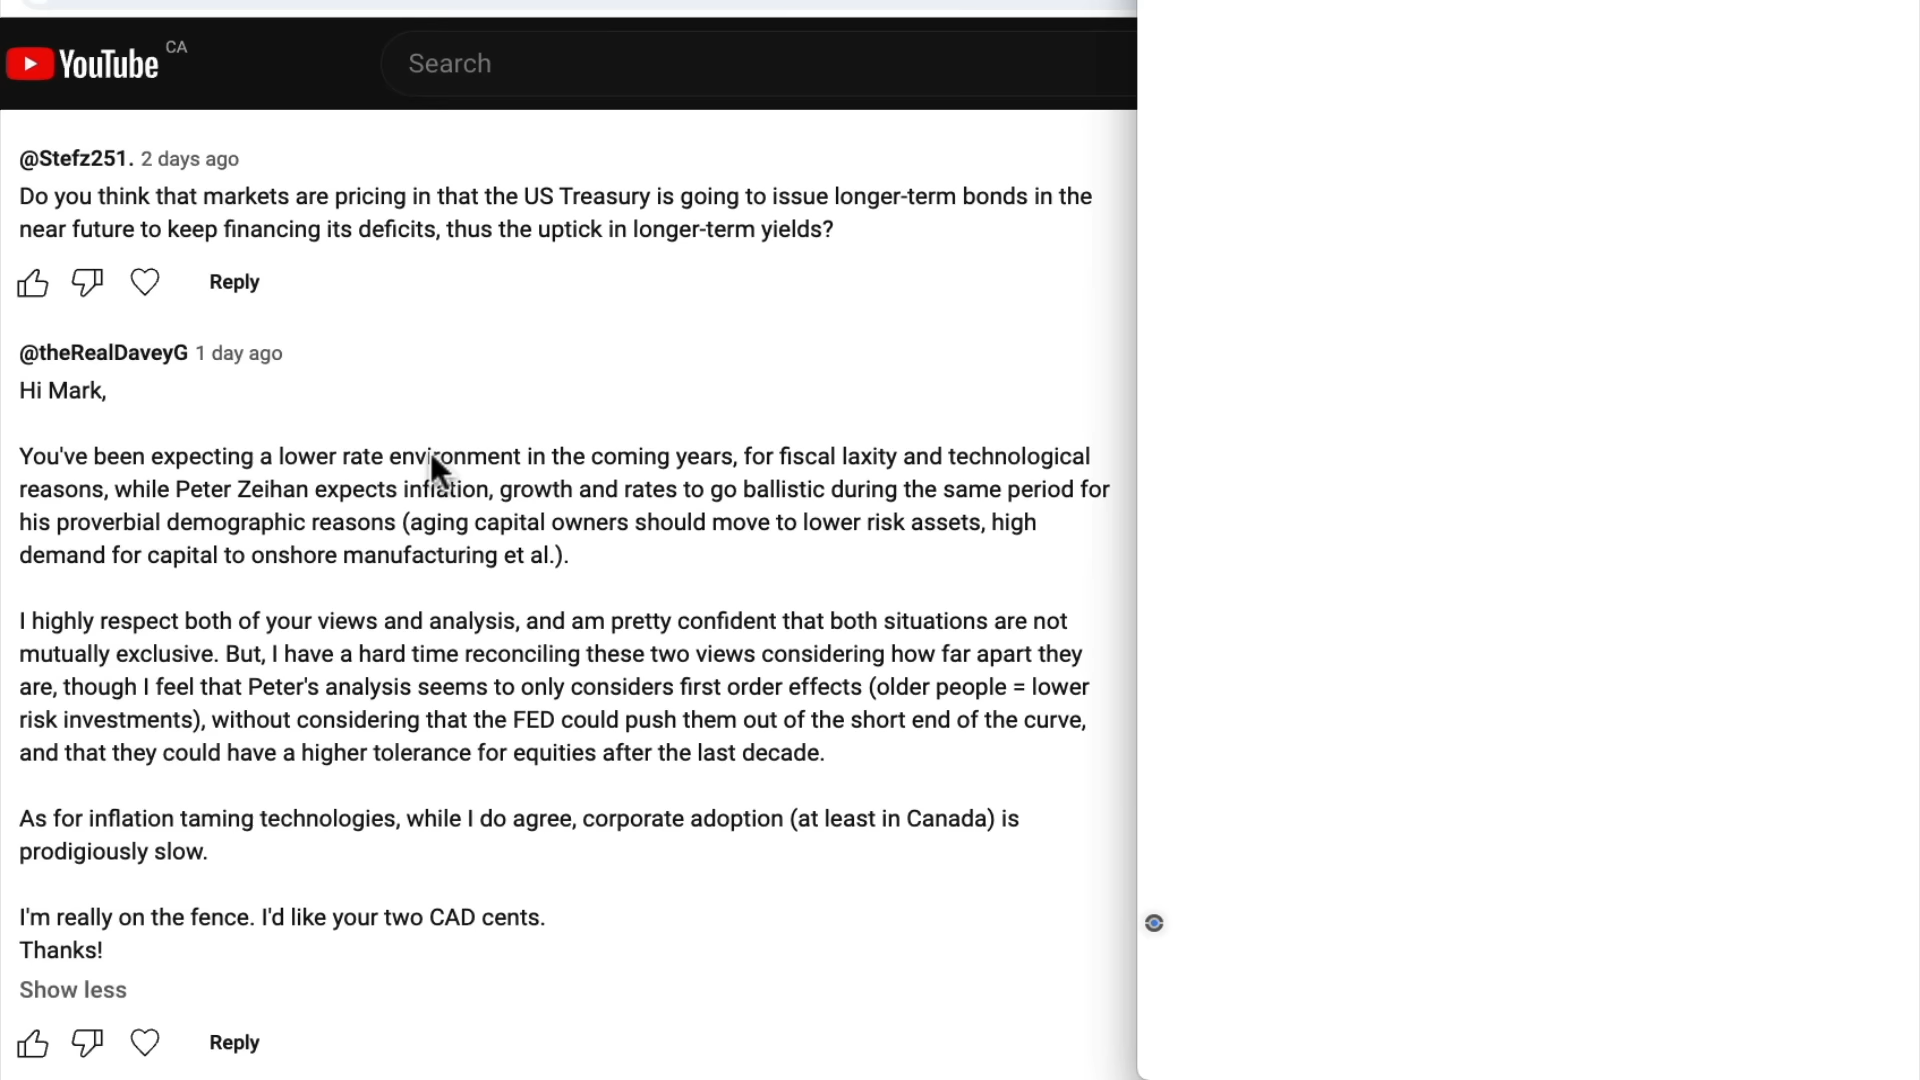 YouTube CA
Search
@Stefz251. 2 days ago
Do you think that markets are pricing in that the US Treasury is going to issue longer-term bonds in the
near future to keep financing its deficits, thus the uptick in longer-term yields?
Reply
@theRealDaveyG 1 day ago
Hi Mark,
You've been expecting a lower rate environment in the coming years, for fiscal laxity and technological
reasons, while Peter Zeihan expects inflation, growth and rates to go ballistic during the same period for
his proverbial demographic reasons (aging capital owners should move to lower risk assets, high
demand for capital to onshore manufacturing et al.).
I highly respect both of your views and analysis, and am pretty confident that both situations are not
mutually exclusive. But, I have a hard time reconciling these two views considering how far apart they
are, though I feel that Peter's analysis seems to only considers first order effects (older people = lower
risk investments), without considering that the FED could push them out of the short end of the curve,
and that they could have a higher tolerance for equities after the last decade.
As for inflation taming technologies, while I do agree, corporate adoption (at least in Canada) is
prodigiously slow.
I'm really on the fence. I'd like your two CAD cents.
Thanks!
Show less
Reply